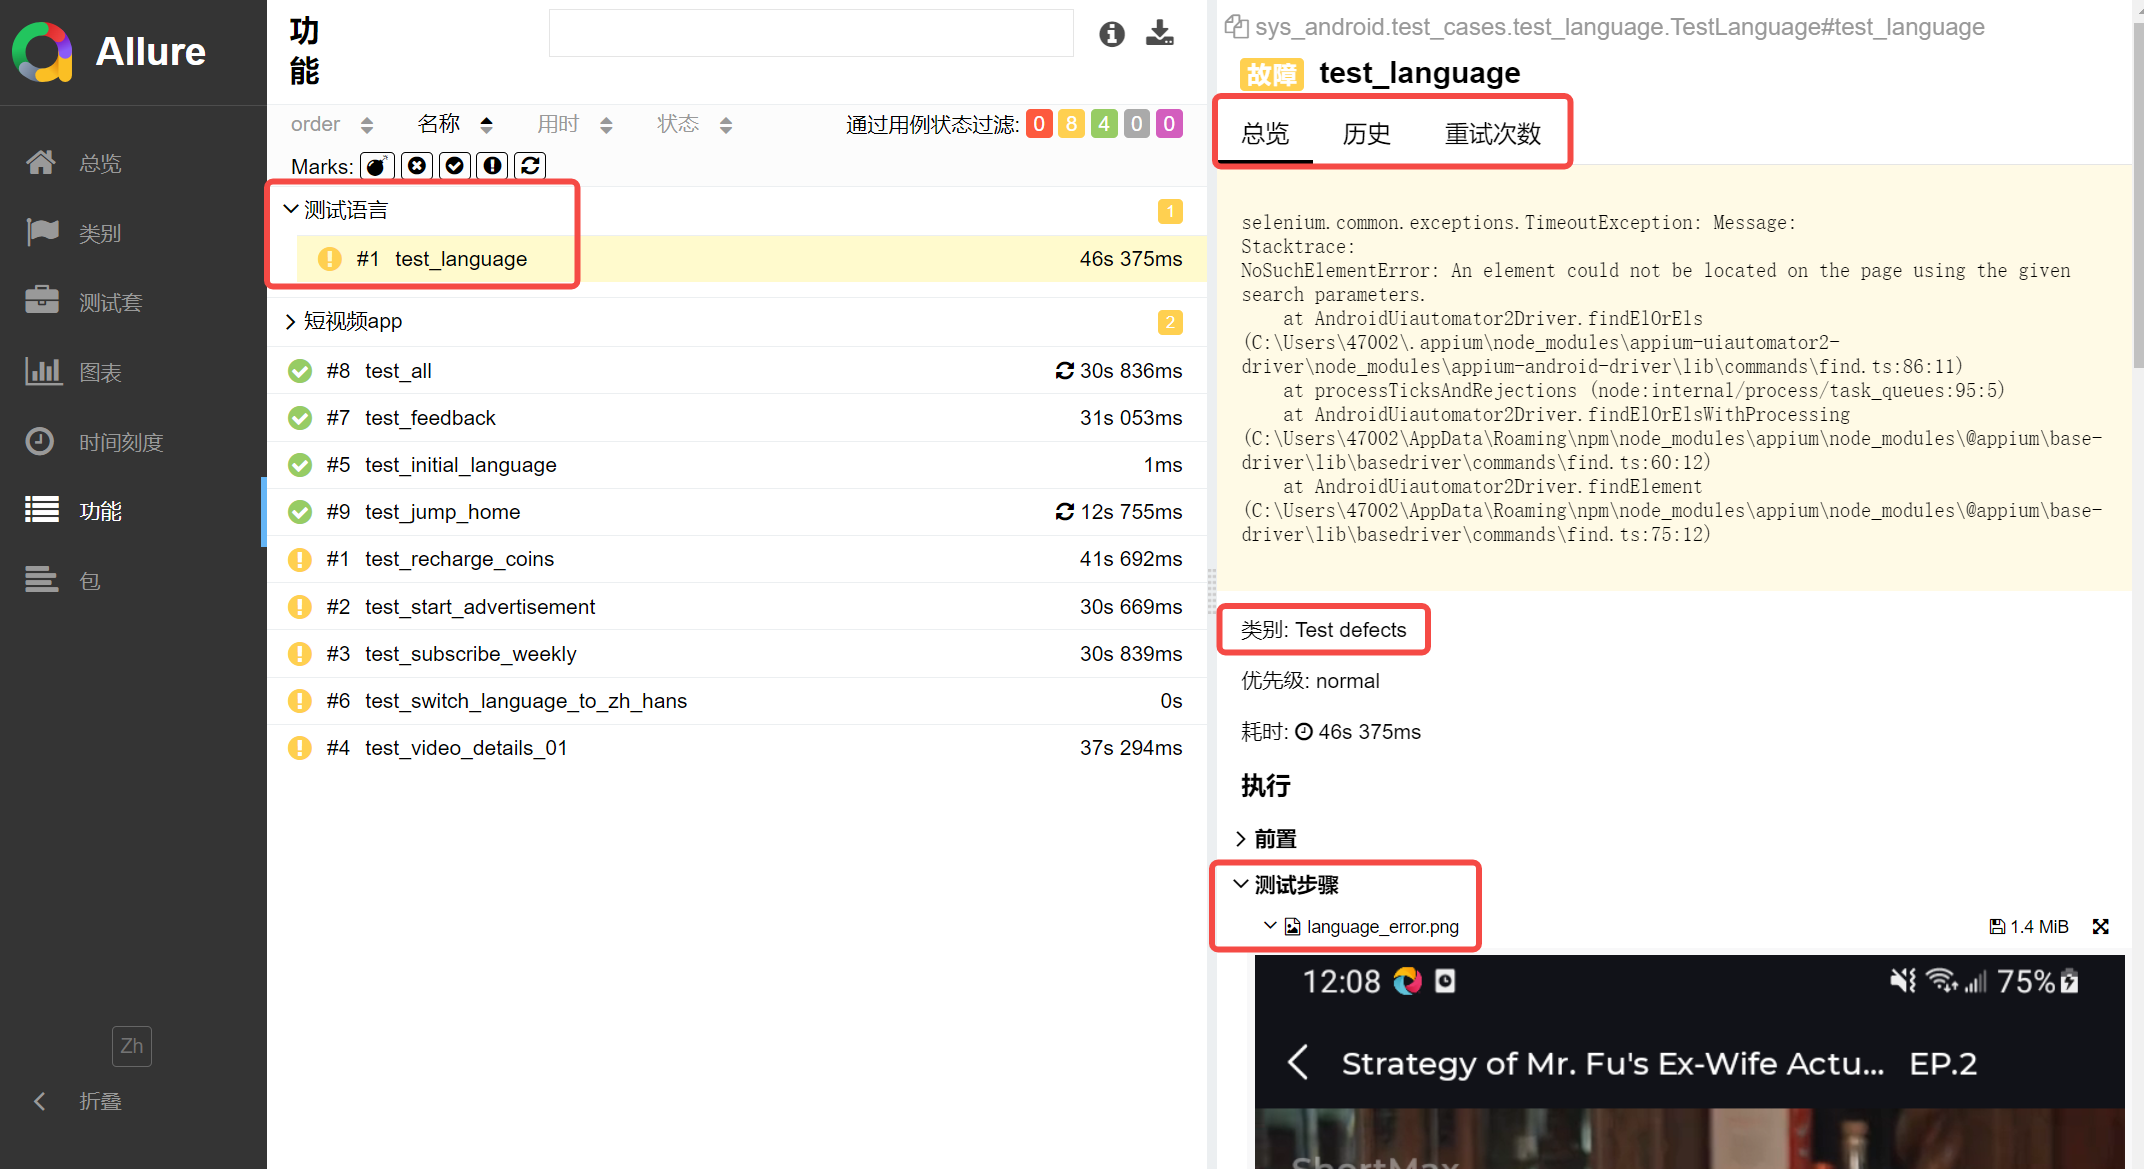 Allure
总览
类别
测试套
图表
时间刻度
功能
包
Zh
折叠
功
能
order 名称 用时 状态 通过用例状态过滤: 0 8 4 0 0
Marks:
测试语言 1
#1 test_language 46s 375ms
短视频app 2
#8 test_all 30s 836ms
#7 test_feedback 31s 053ms
#5 test_initial_language 1ms
#9 test_jump_home 12s 755ms
#1 test_recharge_coins 41s 692ms
#2 test_start_advertisement 30s 669ms
#3 test_subscribe_weekly 30s 839ms
#6 test_switch_language_to_zh_hans 0s
#4 test_video_details_01 37s 294ms
sys_android.test_cases.test_language.TestLanguage#test_language
故障 test_language
总览 历史 重试次数
selenium.common.exceptions.TimeoutException: Message:
Stacktrace:
NoSuchElementError: An element could not be located on the page using the given
search parameters.
at AndroidUiautomator2Driver.findElOrEls
(C:\Users\47002\.appium\node_modules\appium-uiautomator2-
driver\node_modules\appium-android-driver\lib\commands\find.ts:86:11)
at processTicksAndRejections (node:internal/process/task_queues:95:5)
at AndroidUiautomator2Driver.findElOrElsWithProcessing
(C:\Users\47002\AppData\Roaming\npm\node_modules\appium\node_modules\@appium\base-
driver\lib\basedriver\commands\find.ts:60:12)
at AndroidUiautomator2Driver.findElement
(C:\Users\47002\AppData\Roaming\npm\node_modules\appium\node_modules\@appium\base-
driver\lib\basedriver\commands\find.ts:75:12)
类别: Test defects
优先级: normal
耗时: 46s 375ms
执行
前置
测试步骤
language_error.png 1.4 MiB
12:08 75%
Strategy of Mr. Fu's Ex-Wife Actu... EP.2
ShortMax